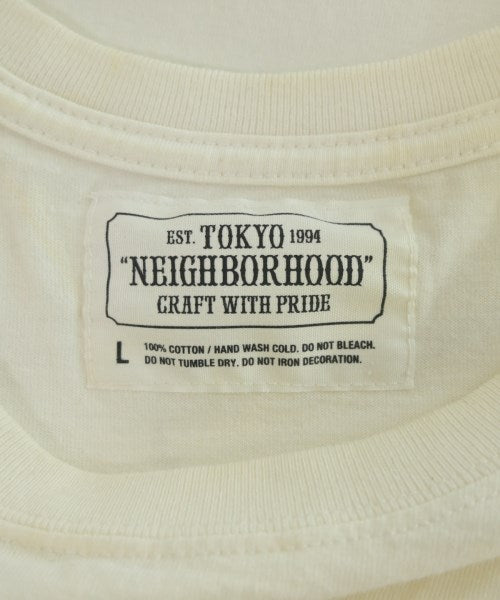 EST. TOKYO 1994
"NEIGHBORHOOD"
CRAFT WITH PRIDE
L 100% COTTON / HAND WASH COLD. DO NOT BLEACH.
DO NOT TUMBLE DRY. DO NOT IRON DECORATION.